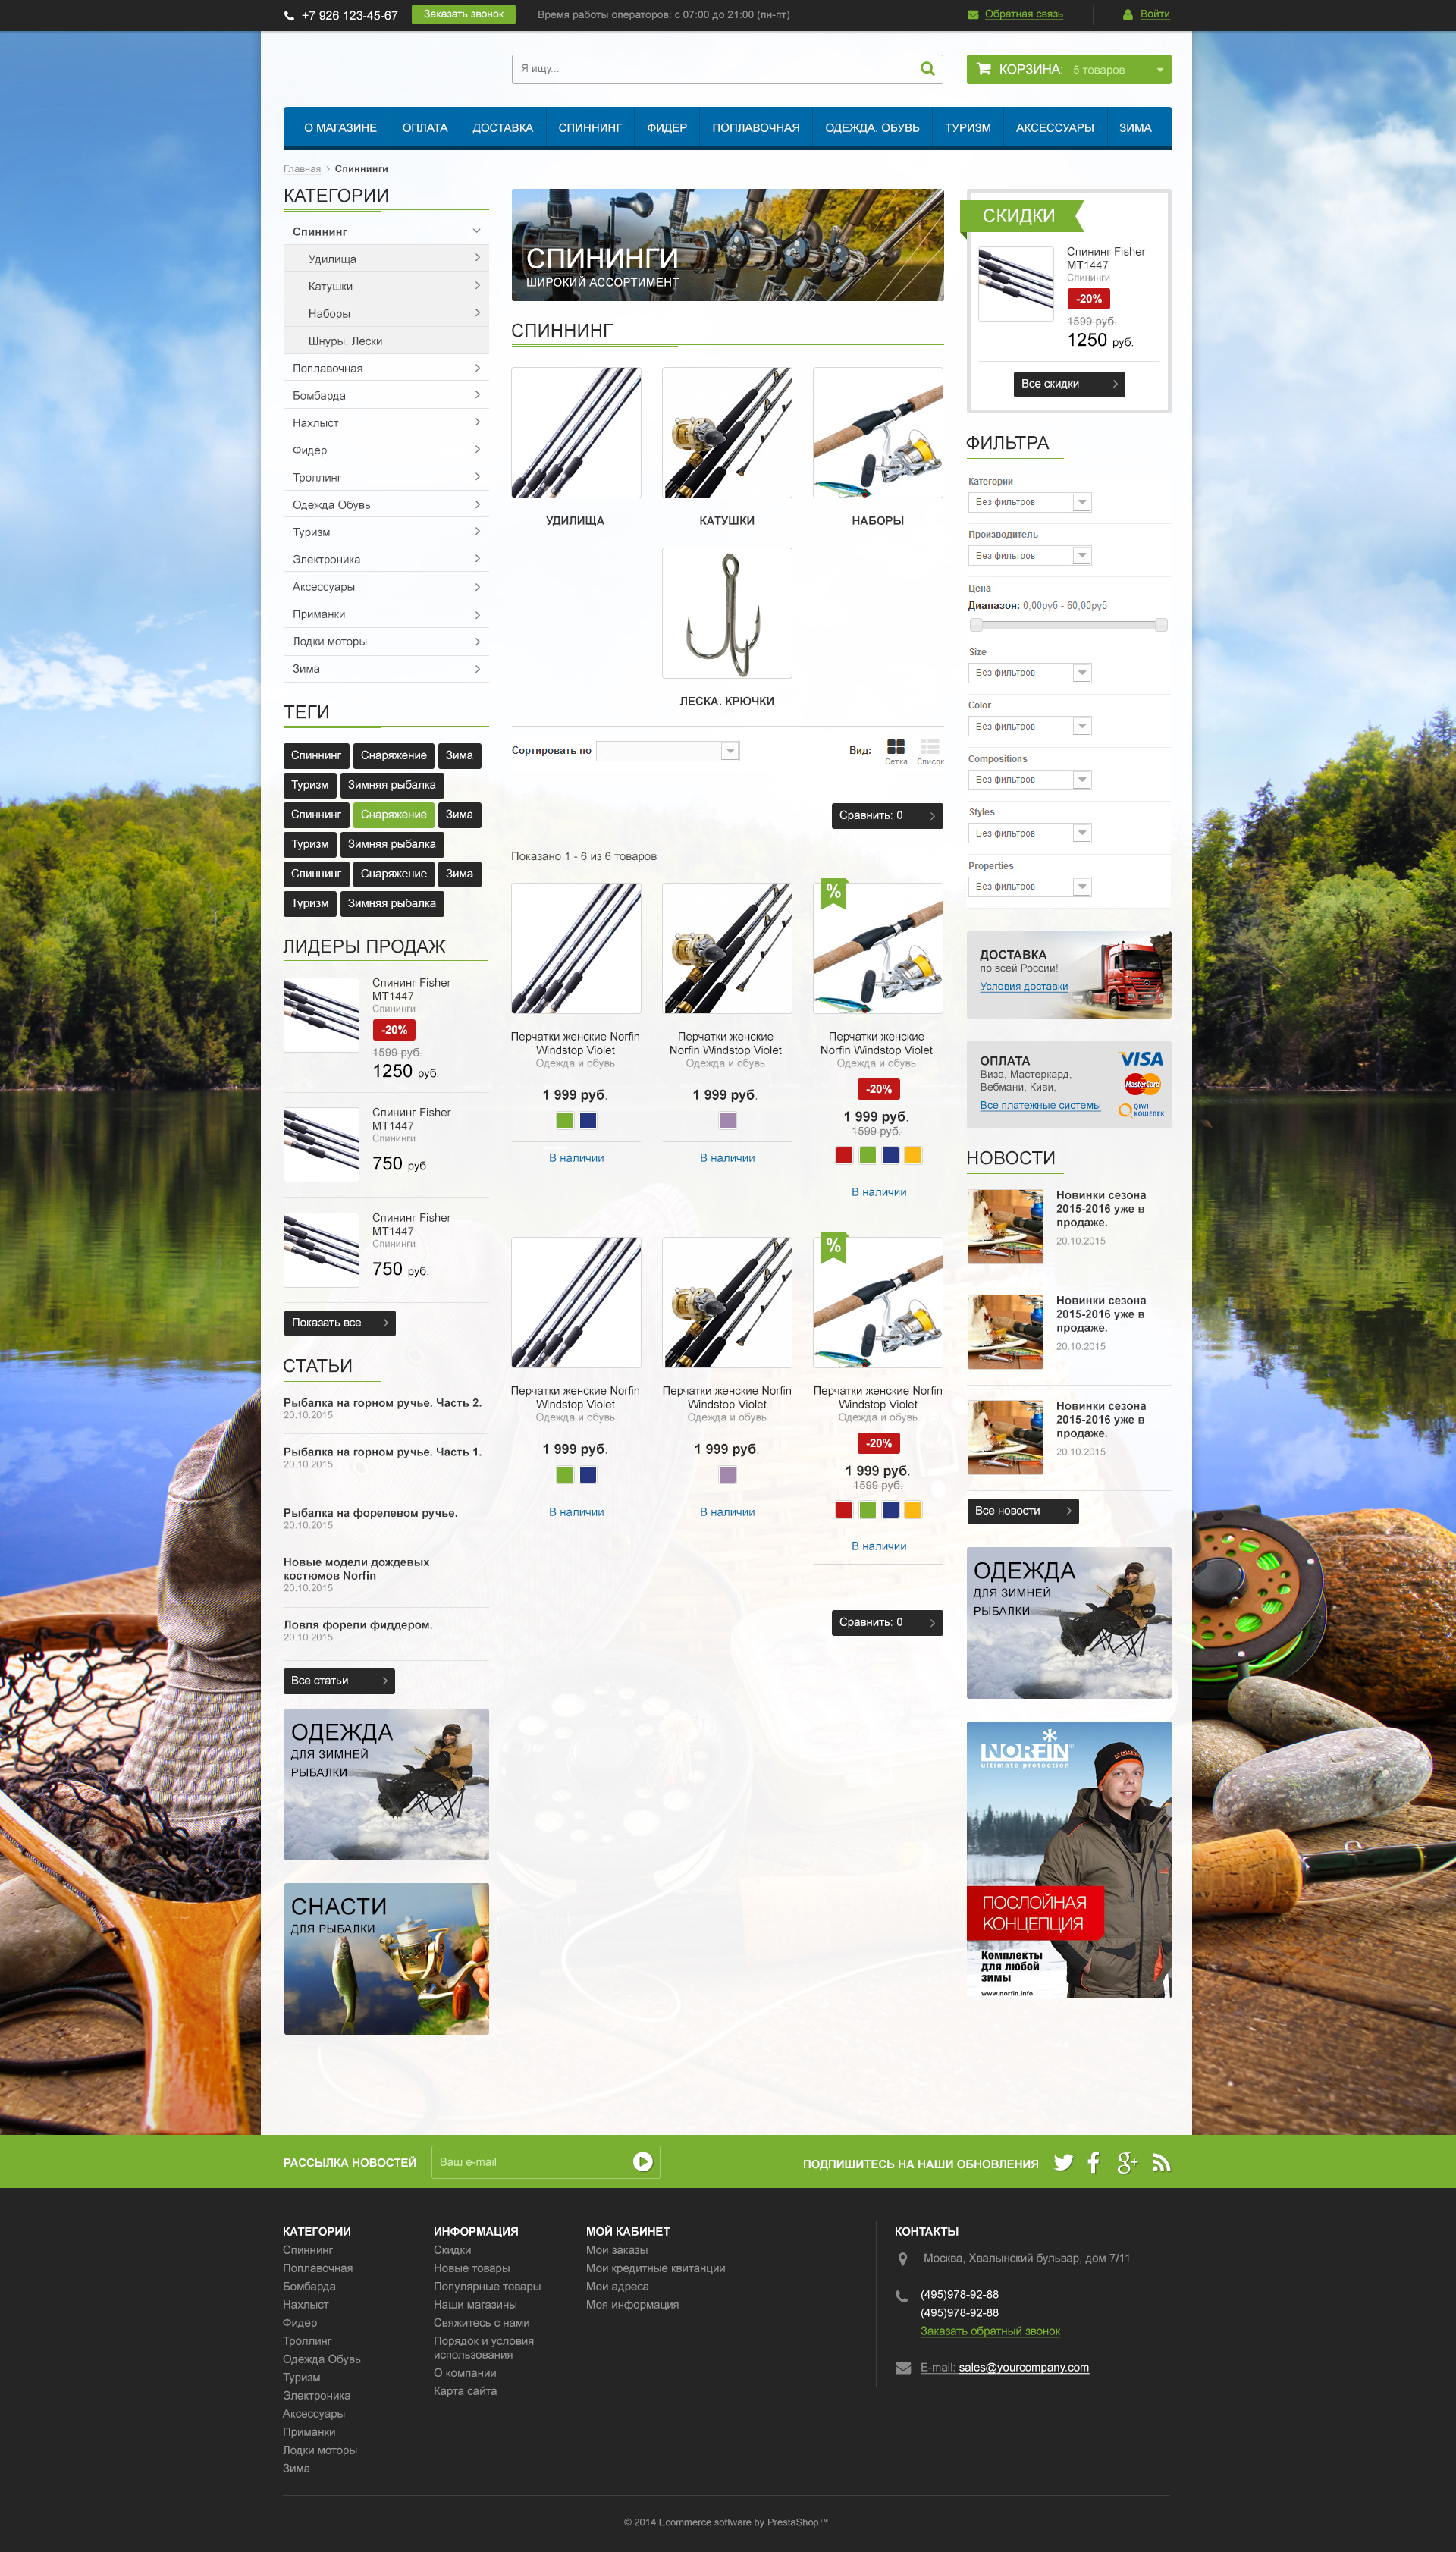 +7 926 123-45-67 Заказать звонок Время работы операторов: с 07:00 до 21:00 (пн-пт) Обратная связь Войти
Я ищу...
КОРЗИНА: 5 товаров
О МАГАЗИНЕ ОПЛАТА ДОСТАВКА СПИННИНГ ФИДЕР ПОПЛАВОЧНАЯ ОДЕЖДА. ОБУВЬ ТУРИЗМ АКСЕССУАРЫ ЗИМА
Главная > Спиннинги
КАТЕГОРИИ
Спиннинг
Удилища
Катушки
Наборы
Шнуры. Лески
Поплавочная
Бомбарда
Нахлыст
Фидер
Троллинг
Одежда Обувь
Туризм
Электроника
Аксессуары
Приманки
Лодки моторы
Зима
ТЕГИ
Спиннинг Снаряжение Зима
Туризм Зимняя рыбалка
Спиннинг Снаряжение Зима
Туризм Зимняя рыбалка
Спиннинг Снаряжение Зима
Туризм Зимняя рыбалка
ЛИДЕРЫ ПРОДАЖ
Спининг Fisher
MT1447
Спининги
-20%
1599 руб.
1250 руб.
Спининг Fisher
MT1447
Спининги
750 руб.
Спининг Fisher
MT1447
Спининги
750 руб.
Показать все
СТАТЬИ
Рыбалка на горном ручье. Часть 2.
20.10.2015
Рыбалка на горном ручье. Часть 1.
20.10.2015
Рыбалка на форелевом ручье.
20.10.2015
Новые модели дождевых
костюмов Norfin
20.10.2015
Ловля форели фиддером.
20.10.2015
Все статьи
ОДЕЖДА
ДЛЯ ЗИМНЕЙ
РЫБАЛКИ
СНАСТИ
ДЛЯ РЫБАЛКИ
СПИНИНГИ
ШИРОКИЙ АССОРТИМЕНТ
СПИННИНГ
УДИЛИЩА КАТУШКИ НАБОРЫ
ЛЕСКА. КРЮЧКИ
Сортировать по -- Вид: Сетка Список
Сравнить: 0
Показано 1 - 6 из 6 товаров
%
Перчатки женские Norfin
Windstop Violet
Одежда и обувь
1 999 руб.
В наличии
Перчатки женские
Norfin Windstop Violet
Одежда и обувь
1 999 руб.
В наличии
Перчатки женские
Norfin Windstop Violet
Одежда и обувь
-20%
1 999 руб.
1599 руб.
В наличии
%
Перчатки женские Norfin
Windstop Violet
Одежда и обувь
1 999 руб.
В наличии
Перчатки женские Norfin
Windstop Violet
Одежда и обувь
1 999 руб.
В наличии
Перчатки женские Norfin
Windstop Violet
Одежда и обувь
-20%
1 999 руб.
1599 руб.
В наличии
Сравнить: 0
СКИДКИ
Спининг Fisher
MT1447
Спининги
-20%
1599 руб.
1250 руб.
Все скидки
ФИЛЬТРА
Категории
Без фильтров
Производитель
Без фильтров
Цена
Диапазон: 0,00руб - 60,00руб
Size
Без фильтров
Color
Без фильтров
Compositions
Без фильтров
Styles
Без фильтров
Properties
Без фильтров
ДОСТАВКА
по всей России!
Условия доставки
ОПЛАТА
Виза, Мастеркард,
Вебмани, Киви,
Все платежные системы
VISA
MasterCard
QIWI
КОШЕЛЕК
НОВОСТИ
Новинки сезона
2015-2016 уже в
продаже.
20.10.2015
Новинки сезона
2015-2016 уже в
продаже.
20.10.2015
Новинки сезона
2015-2016 уже в
продаже.
20.10.2015
Все новости
ОДЕЖДА
ДЛЯ ЗИМНЕЙ
РЫБАЛКИ
NORFIN®
ultimate protection
ПОСЛОЙНАЯ
КОНЦЕПЦИЯ
Комплекты
для любой
зимы
www.norfin.info
РАССЫЛКА НОВОСТЕЙ Ваш e-mail ПОДПИШИТЕСЬ НА НАШИ ОБНОВЛЕНИЯ
КАТЕГОРИИ
Спиннинг
Поплавочная
Бомбарда
Нахлыст
Фидер
Троллинг
Одежда Обувь
Туризм
Электроника
Аксессуары
Приманки
Лодки моторы
Зима
ИНФОРМАЦИЯ
Скидки
Новые товары
Популярные товары
Наши магазины
Свяжитесь с нами
Порядок и условия
использования
О компании
Карта сайта
МОЙ КАБИНЕТ
Мои заказы
Мои кредитные квитанции
Мои адреса
Моя информация
КОНТАКТЫ
Москва, Хвалынский бульвар, дом 7/11
(495)978-92-88
(495)978-92-88
Заказать обратный звонок
E-mail: sales@yourcompany.com
© 2014 Ecommerce software by PrestaShop™